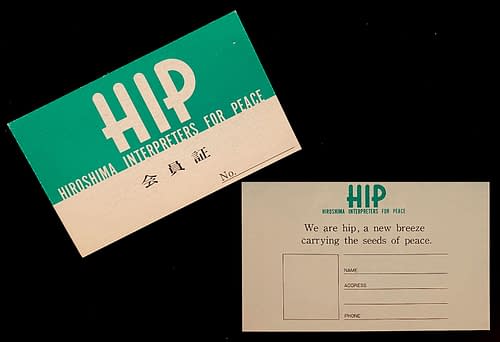 HIP
HIROSHIMA INTERPRETERS FOR PEACE
会員証
No.
HIP
HIROSHIMA INTERPRETERS FOR PEACE
We are hip, a new breeze
carrying the seeds of peace.
NAME
ADDRESS
PHONE